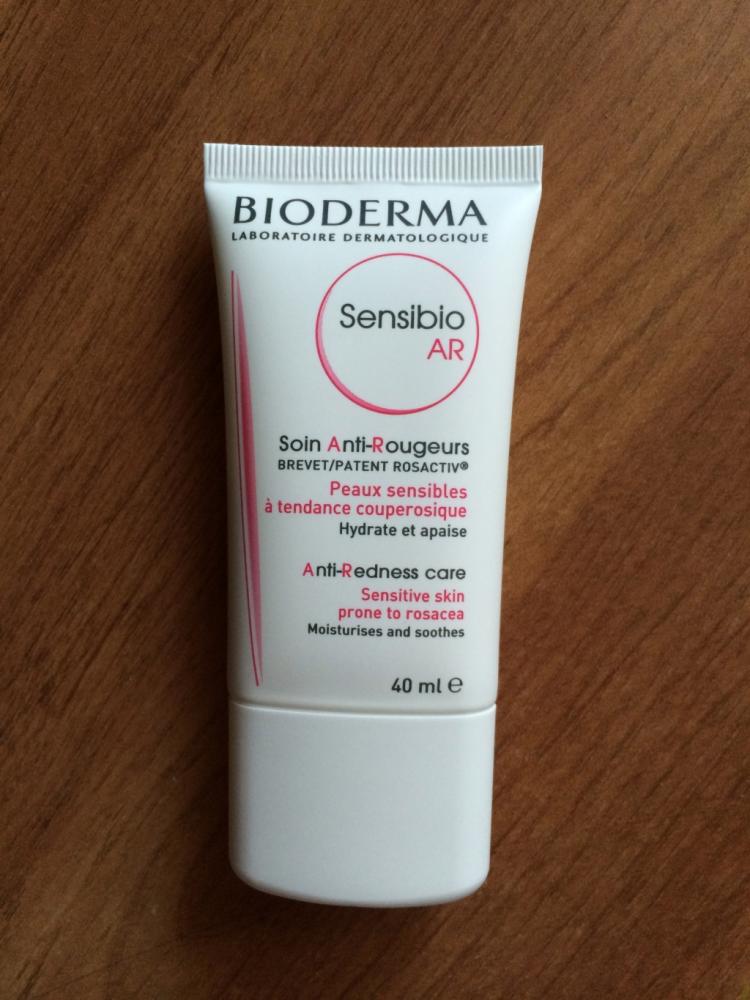 BIODERMA
LABORATOIRE DERMATOLOGIQUE
Sensibio
AR
Soin Anti-Rougeurs
BREVET/PATENT ROSACTIV®
Peaux sensibles
à tendance couperosique
Hydrate et apaise
Anti-Redness care
Sensitive skin
prone to rosacea
Moisturises and soothes
40 ml ℮